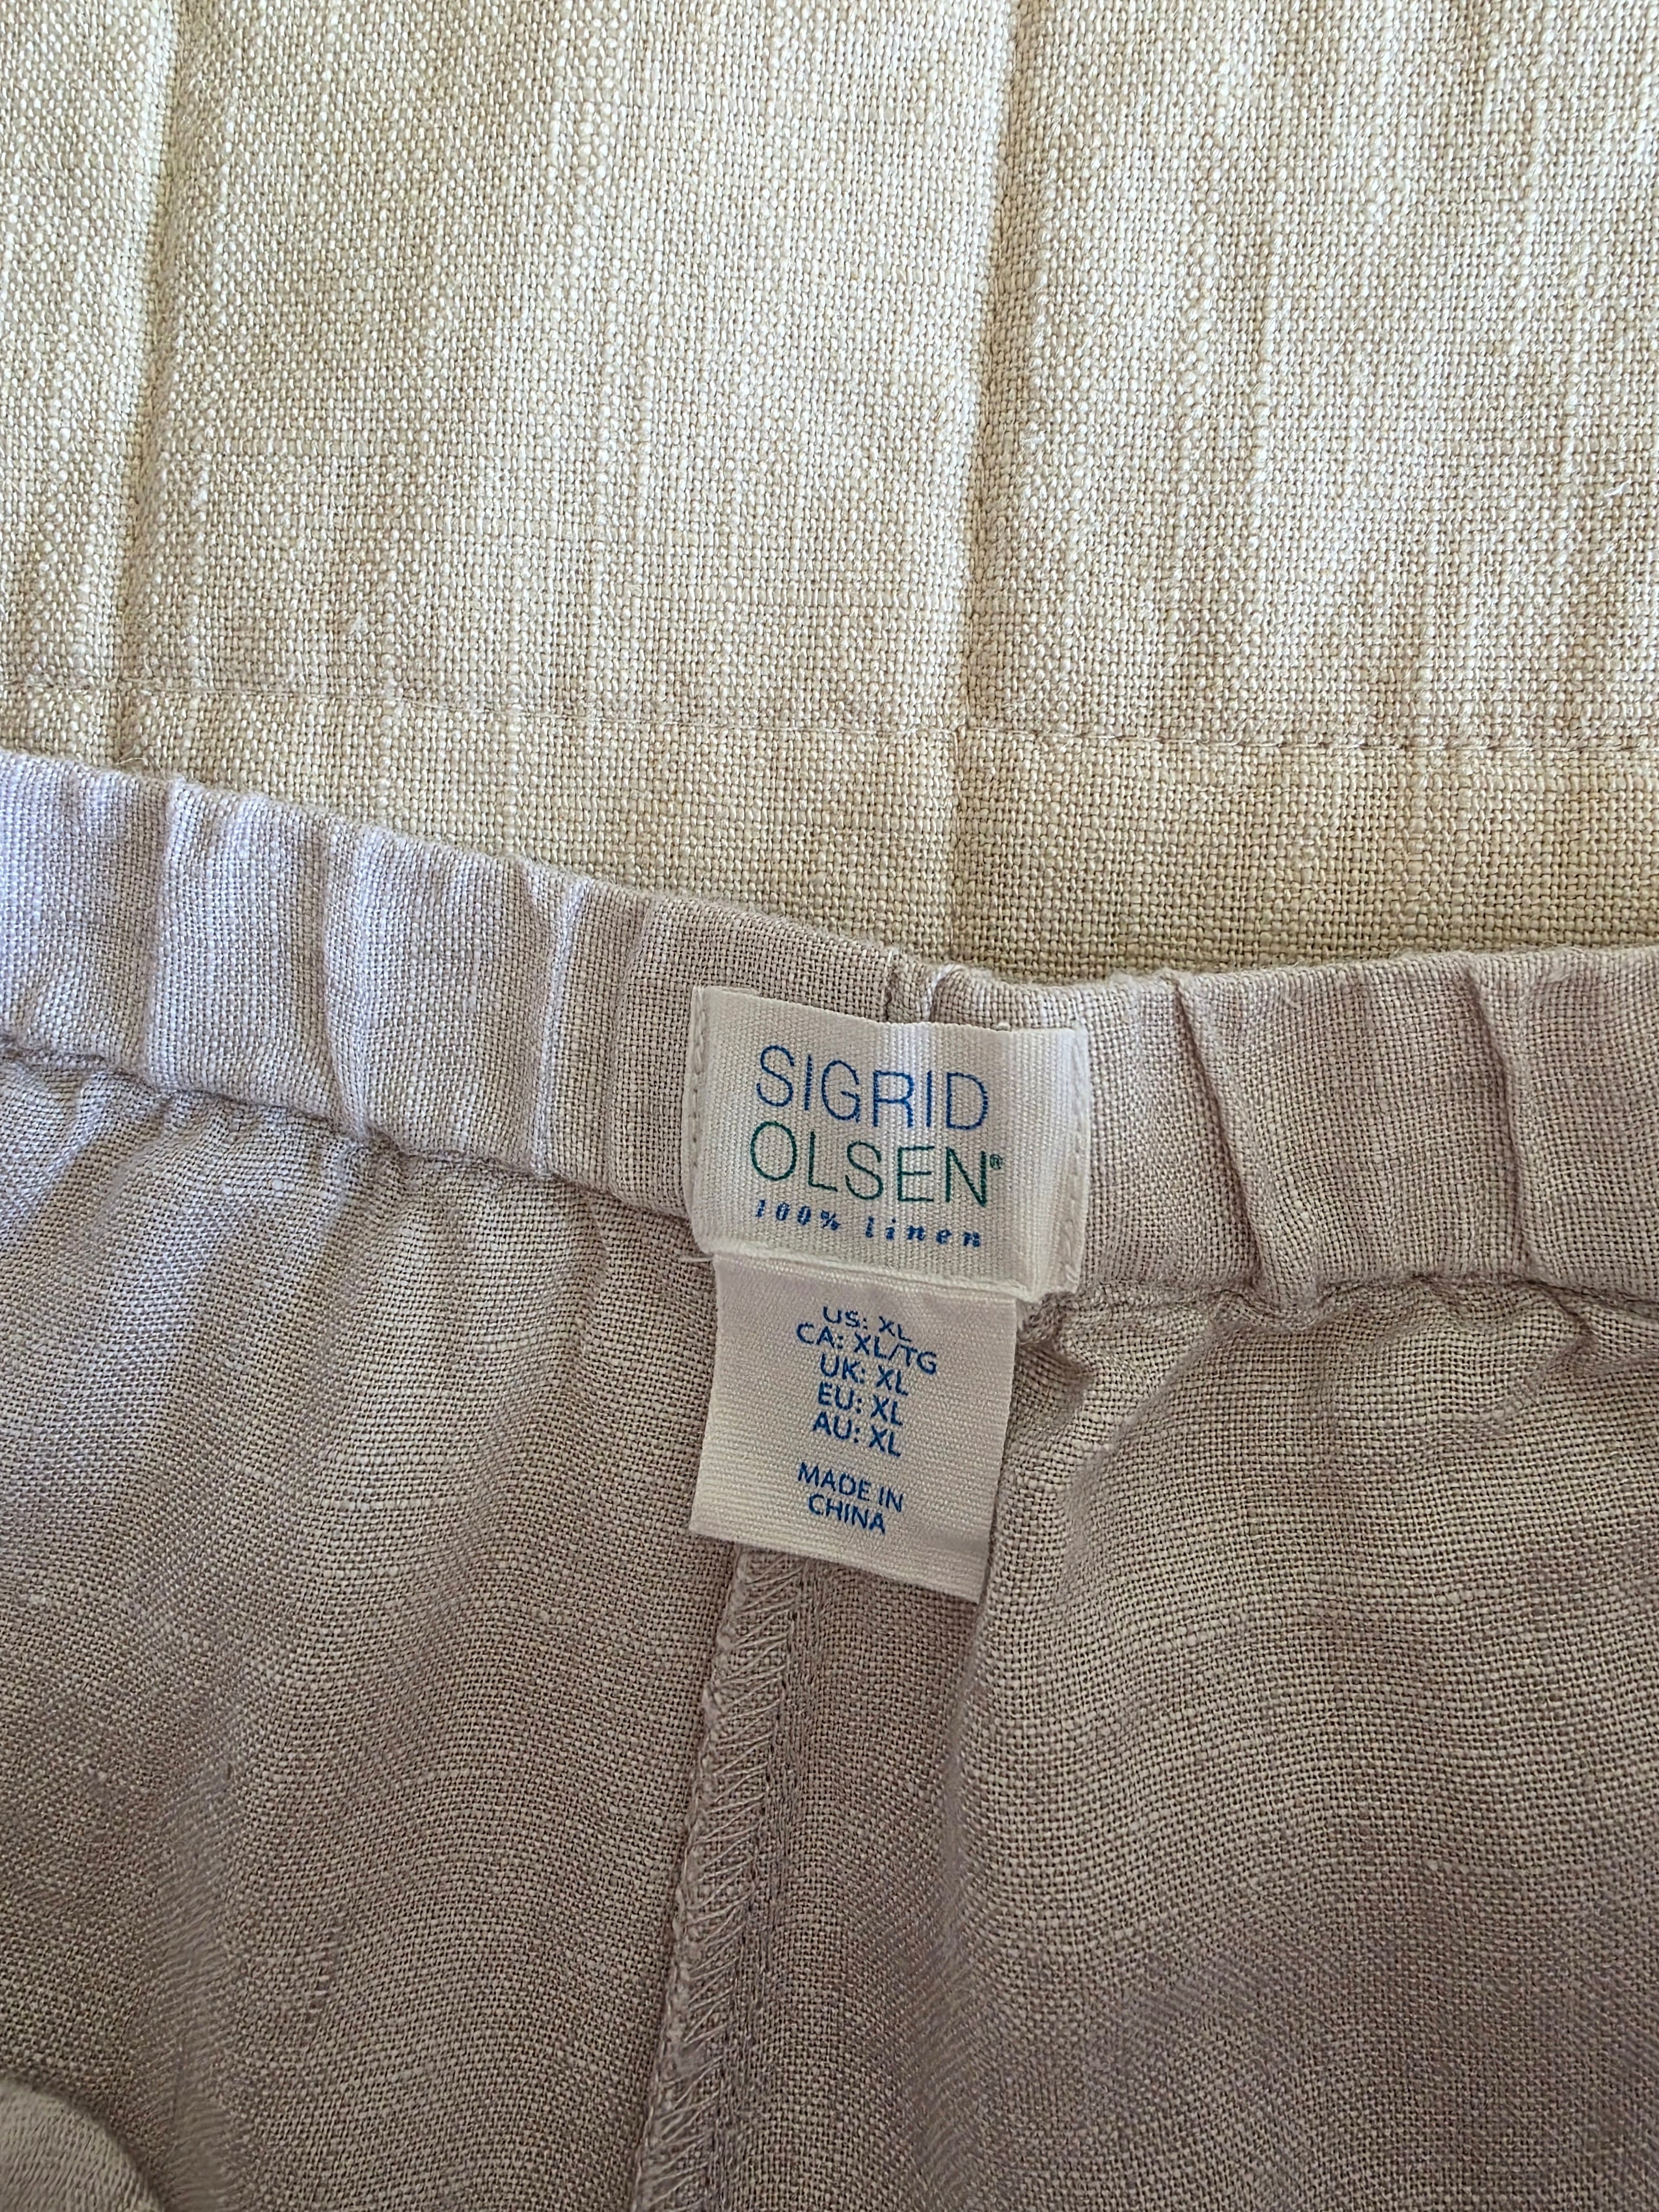 SIGRID
OLSEN®
100% linen
US: XL
CA: XL/TG
UK: XL
EU: XL
AU: XL
MADE IN
CHINA